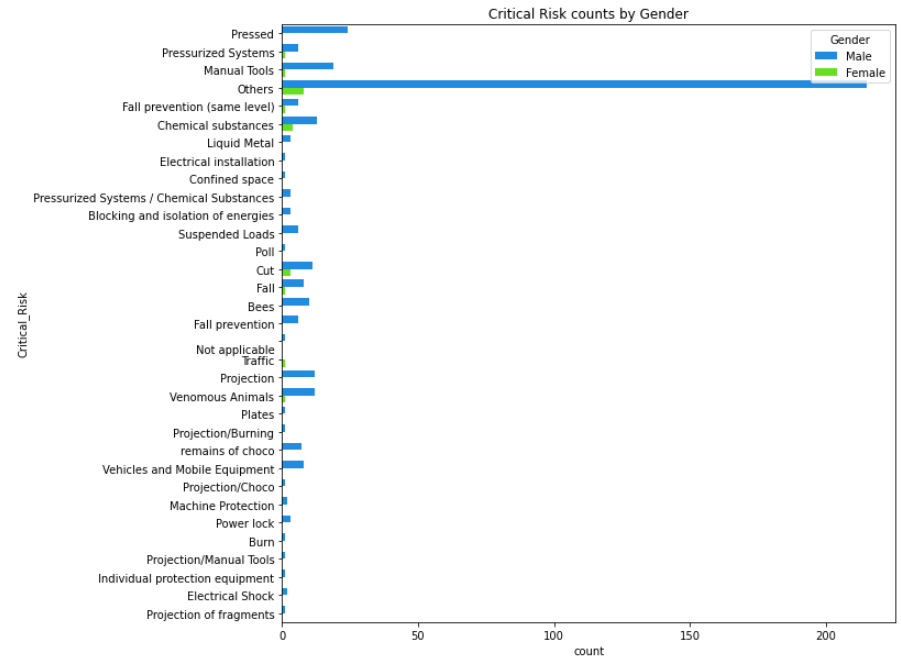 Critical Risk counts by Gender
Gender
Male
Female
Critical_Risk
Pressed
Pressurized Systems
Manual Tools
Others
Fall prevention (same level)
Chemical substances
Liquid Metal
Electrical installation
Confined space
Pressurized Systems / Chemical Substances
Blocking and isolation of energies
Suspended Loads
Poll
Cut
Fall
Bees
Fall prevention
Not applicable
Traffic
Projection
Venomous Animals
Plates
Projection/Burning
remains of choco
Vehicles and Mobile Equipment
Projection/Choco
Machine Protection
Power lock
Burn
Projection/Manual Tools
Individual protection equipment
Electrical Shock
Projection of fragments
0 50 100 150 200
count